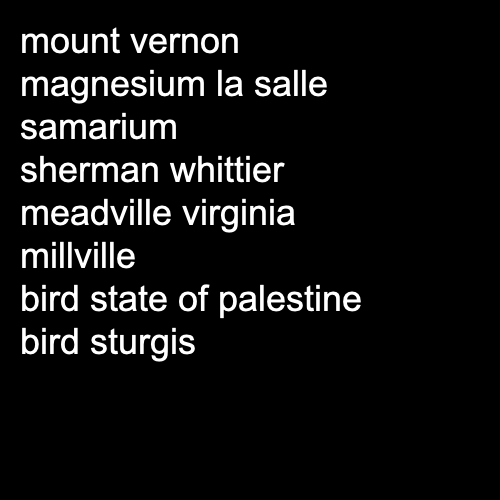 mount vernon
magnesium la salle
samarium
sherman whittier
meadville virginia
millville
bird state of palestine
bird sturgis